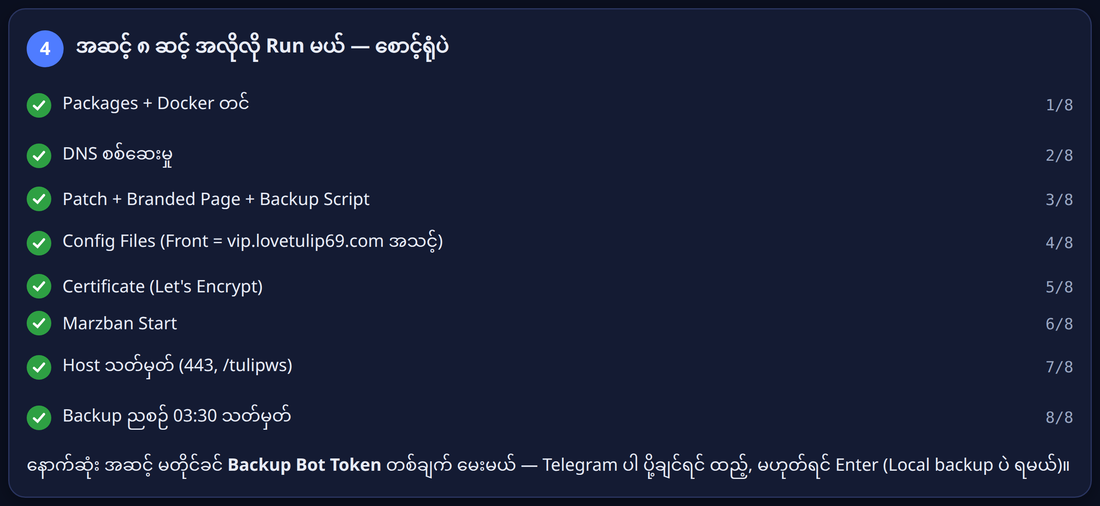 4 အဆင့် ၈ ဆင့် အလိုလို Run မယ် — စောင့်ရုံပဲ
Packages + Docker တင် 1/8
DNS စစ်ဆေးမှု 2/8
Patch + Branded Page + Backup Script 3/8
Config Files (Front = vip.lovetulip69.com အသင့်) 4/8
Certificate (Let's Encrypt) 5/8
Marzban Start 6/8
Host သတ်မှတ် (443, /tulipws) 7/8
Backup ညစဉ် 03:30 သတ်မှတ် 8/8
နောက်ဆုံး အဆင့် မတိုင်ခင် Backup Bot Token တစ်ချက် မေးမယ် — Telegram ပါ ပို့ချင်ရင် ထည့်, မဟုတ်ရင် Enter (Local backup ပဲ ရမယ်)။